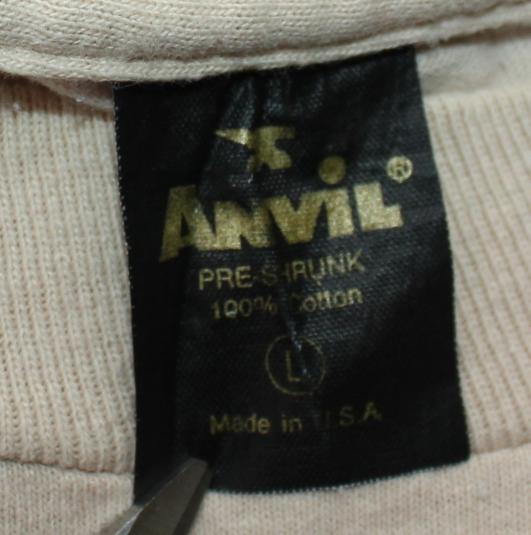 ANViL®
PRE-SHRUNK
100% Cotton
L
Made in U.S.A